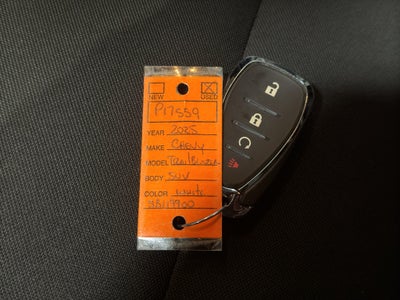 NEW USED
P17559
YEAR 2025
MAKE Chevy
MODEL Trailblazer
BODY SUV
COLOR White